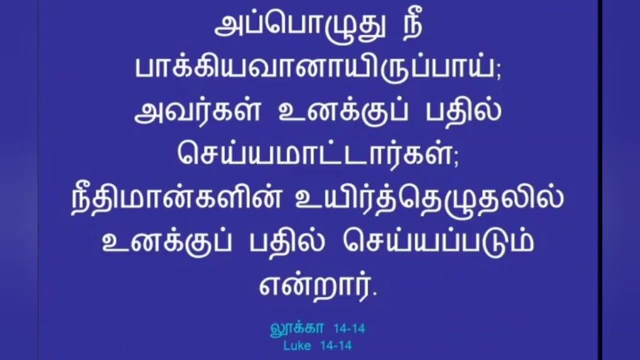 அப்பொழுது நீ
பாக்கியவானாயிருப்பாய்;
அவர்கள் உனக்குப் பதில்
செய்யமாட்டார்கள்;
நீதிமான்களின் உயிர்த்தெழுதலில்
உனக்குப் பதில் செய்யப்படும்
என்றார்.
லூக்கா 14-14
Luke 14-14